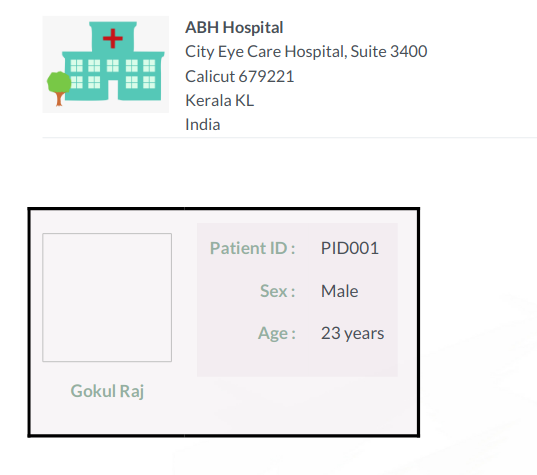 ABH Hospital
City Eye Care Hospital, Suite 3400
Calicut 679221
Kerala KL
India
Patient ID : PID001
Sex : Male
Age : 23 years
Gokul Raj